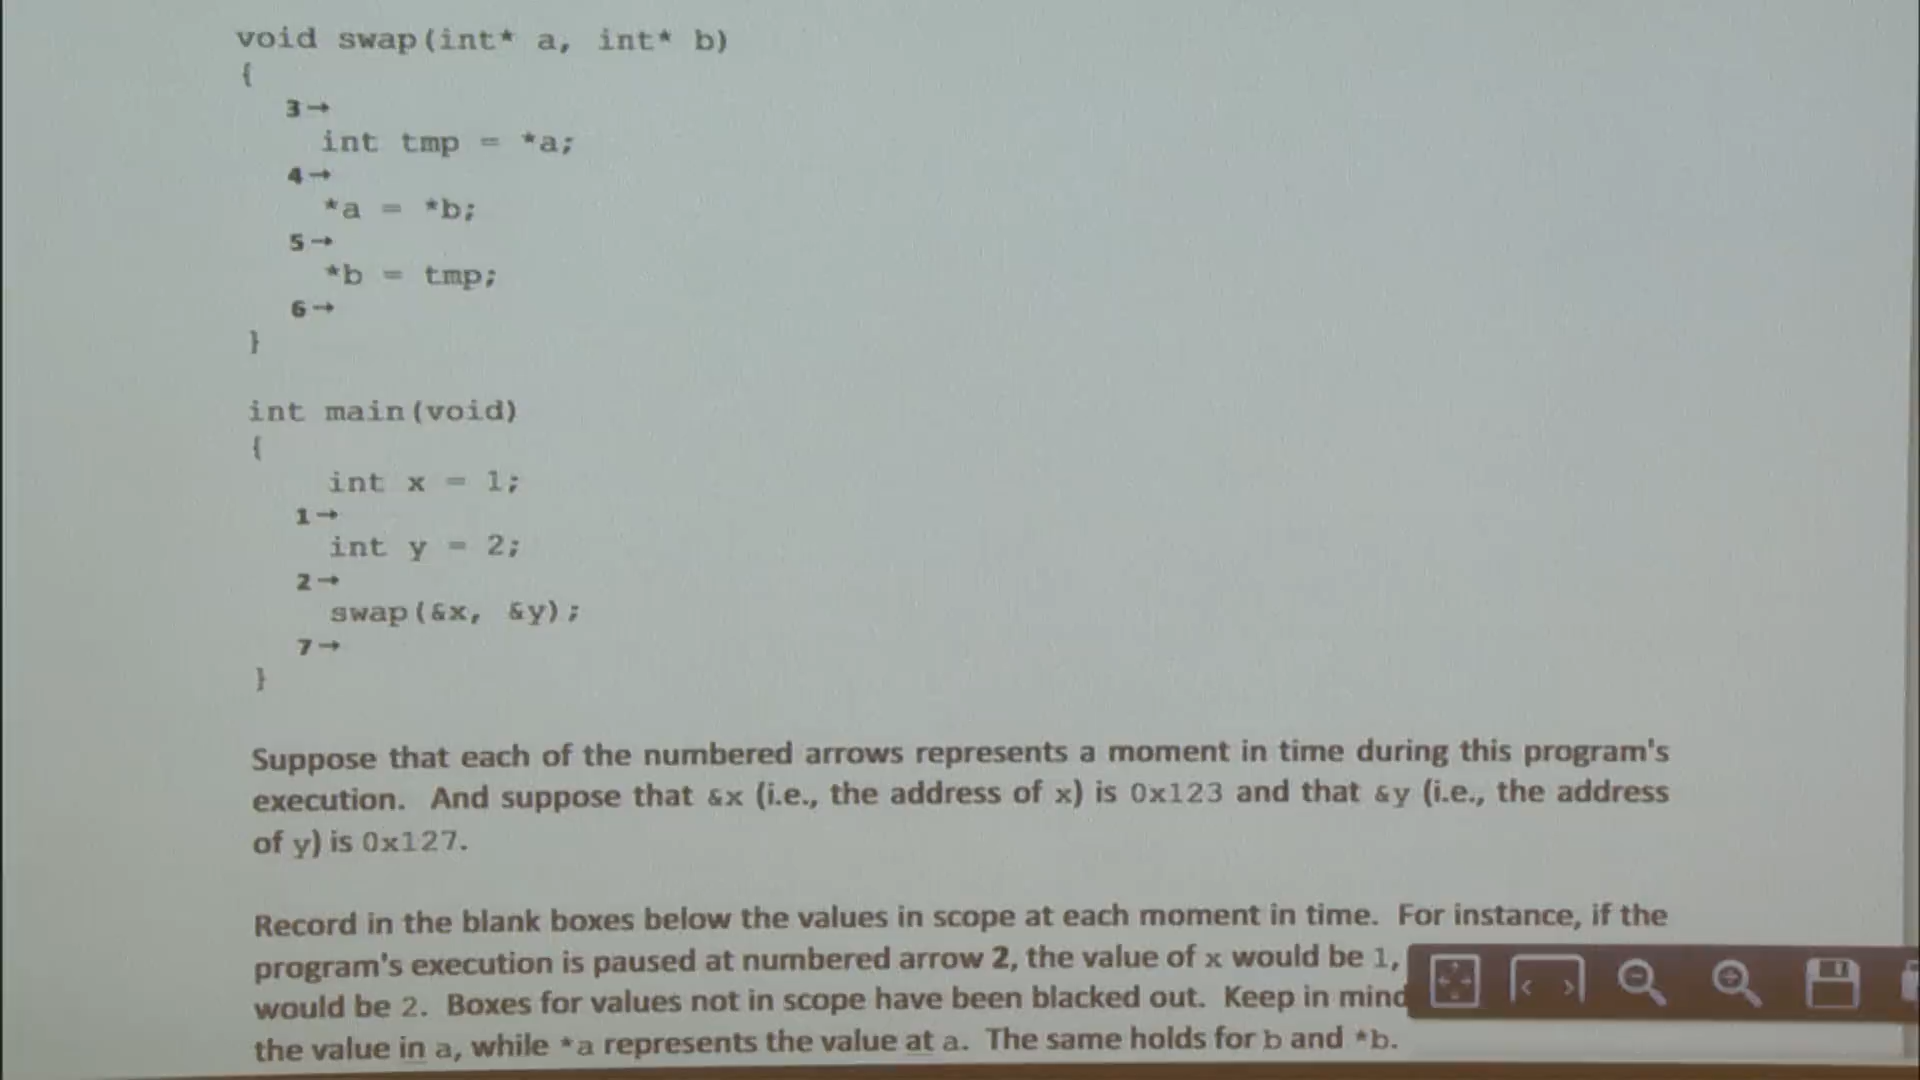 void swap(int* a, int* b)
{
3→
int tmp = *a;
4→
*a = *b;
5→
*b = tmp;
6→
}
int main(void)
{
int x = 1;
1→
int y = 2;
2→
swap(&x, &y);
7→
}
Suppose that each of the numbered arrows represents a moment in time during this program's
execution. And suppose that &x (i.e., the address of x) is 0x123 and that &y (i.e., the address
of y) is 0x127.
Record in the blank boxes below the values in scope at each moment in time. For instance, if the
program's execution is paused at numbered arrow 2, the value of x would be 1,
would be 2. Boxes for values not in scope have been blacked out. Keep in mind
the value in a, while *a represents the value at a. The same holds for b and *b.